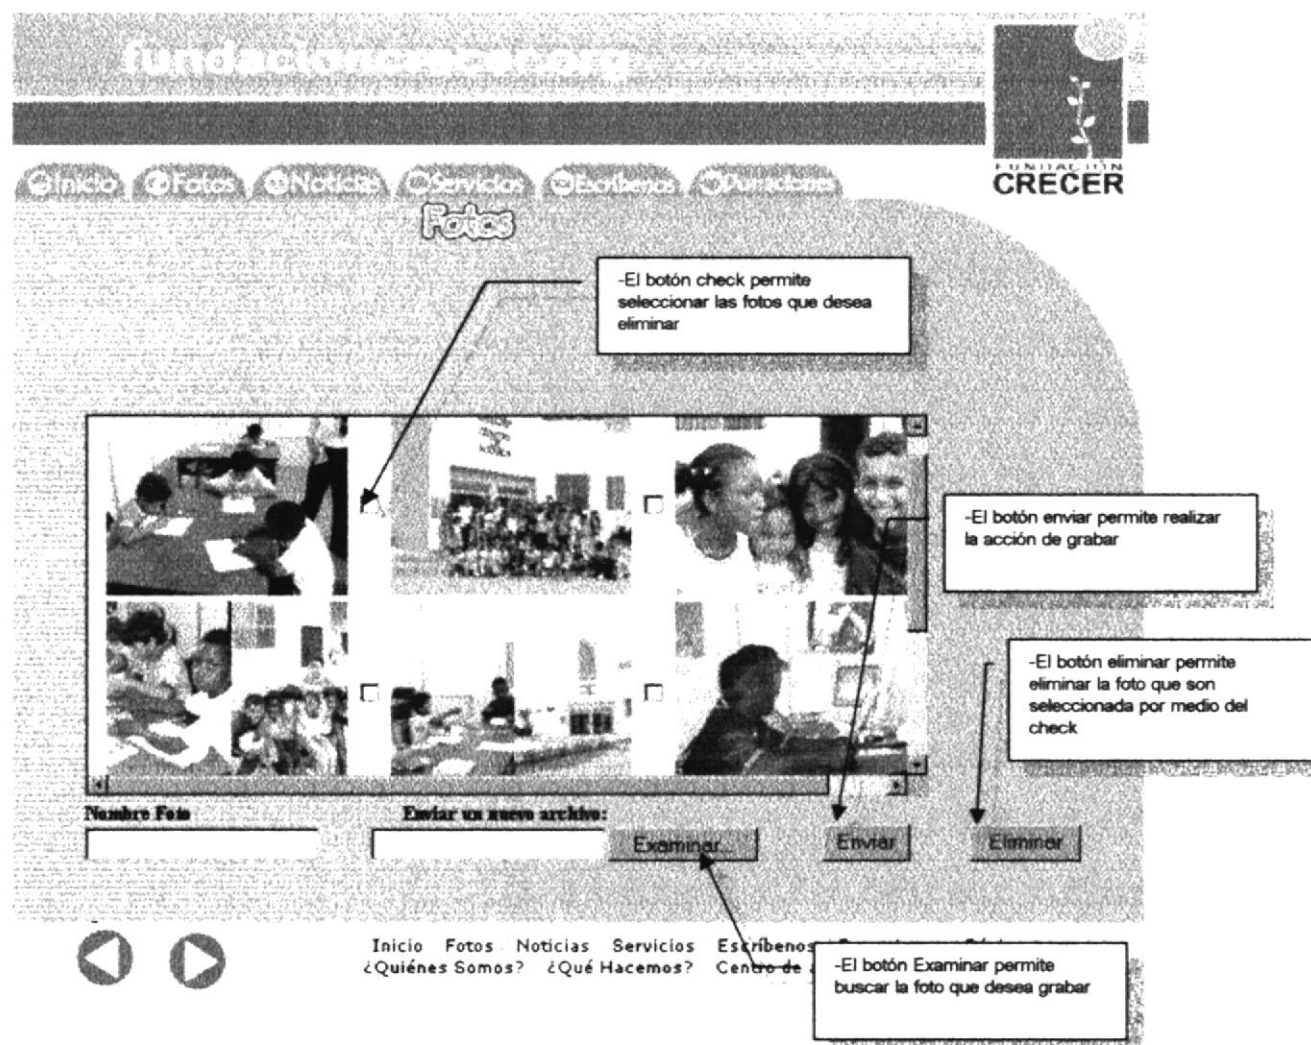 fundacioncrecer.org
FUNDACIÓN
CRECER
Inicio Fotos Noticias Servicios Escríbenos Donaciones
Fotos
-El botón check permite
seleccionar las fotos que desea
eliminar
-El botón enviar permite realizar
la acción de grabar
-El botón eliminar permite
eliminar la foto que son
seleccionada por medio del
check
Nombre Foto Enviar un nuevo archivo:
Examinar... Enviar Eliminar
Inicio Fotos Noticias Servicios Escríbenos
¿Quiénes Somos? ¿Qué Hacemos? Centro de
-El botón Examinar permite
buscar la foto que desea grabar